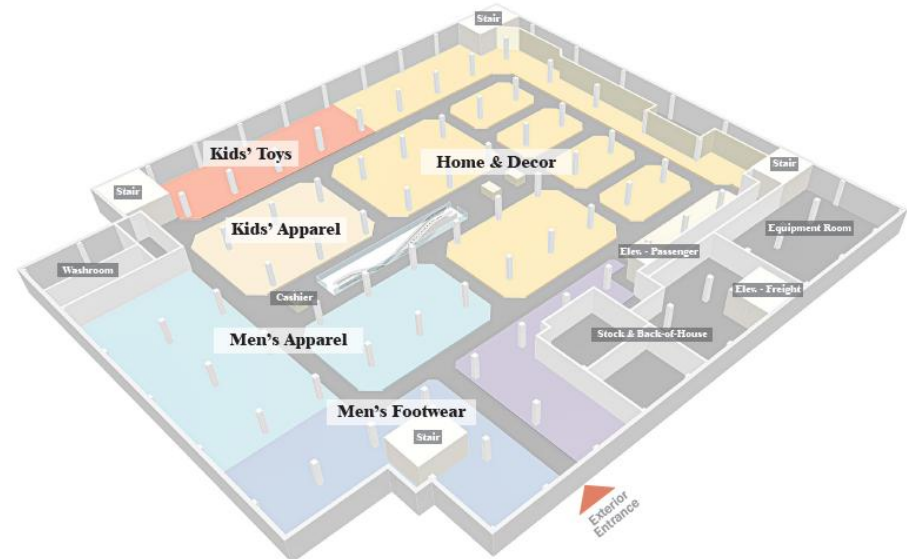 Stair
Kids' Toys
Home & Decor
Stair
Stair
Kids' Apparel
Equipment Room
Washroom
Elev. - Passenger
Cashier
Elev. - Freight
Men's Apparel
Stock & Back-of-House
Men's Footwear
Stair
Exterior
Entrance